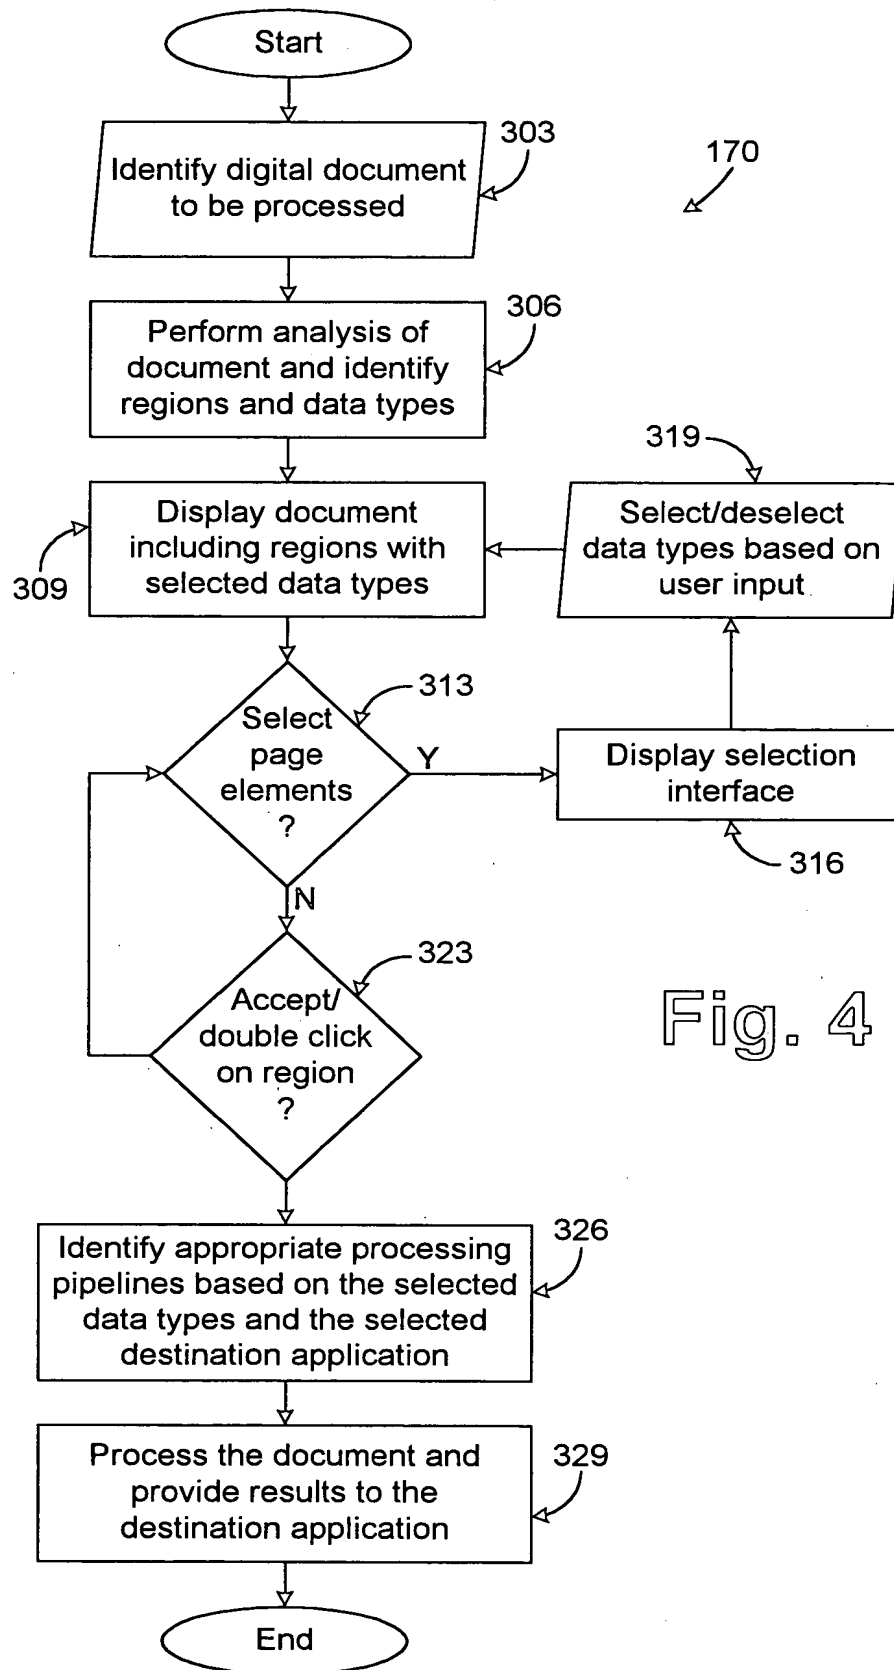 Start
303
Identify digital document
to be processed
170
306
Perform analysis of
document and identify
regions and data types
319
Display document
including regions with
selected data types
309
Select/deselect
data types based on
user input
313
Select
page
elements
?
Y
Display selection
interface
316
N
323
Accept/
double click
on region
?
Fig. 4
326
Identify appropriate processing
pipelines based on the selected
data types and the selected
destination application
329
Process the document and
provide results to the
destination application
End